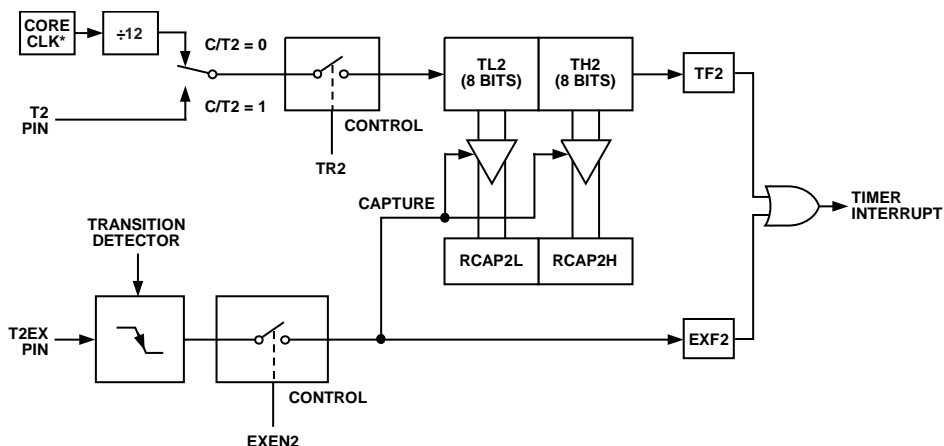 CORE
CLK*
÷12
C/T2 = 0
T2
PIN
C/T2 = 1
CONTROL
TR2
TL2
(8 BITS)
TH2
(8 BITS)
TF2
CAPTURE
TIMER
INTERRUPT
TRANSITION
DETECTOR
RCAP2L
RCAP2H
T2EX
PIN
CONTROL
EXEN2
EXF2